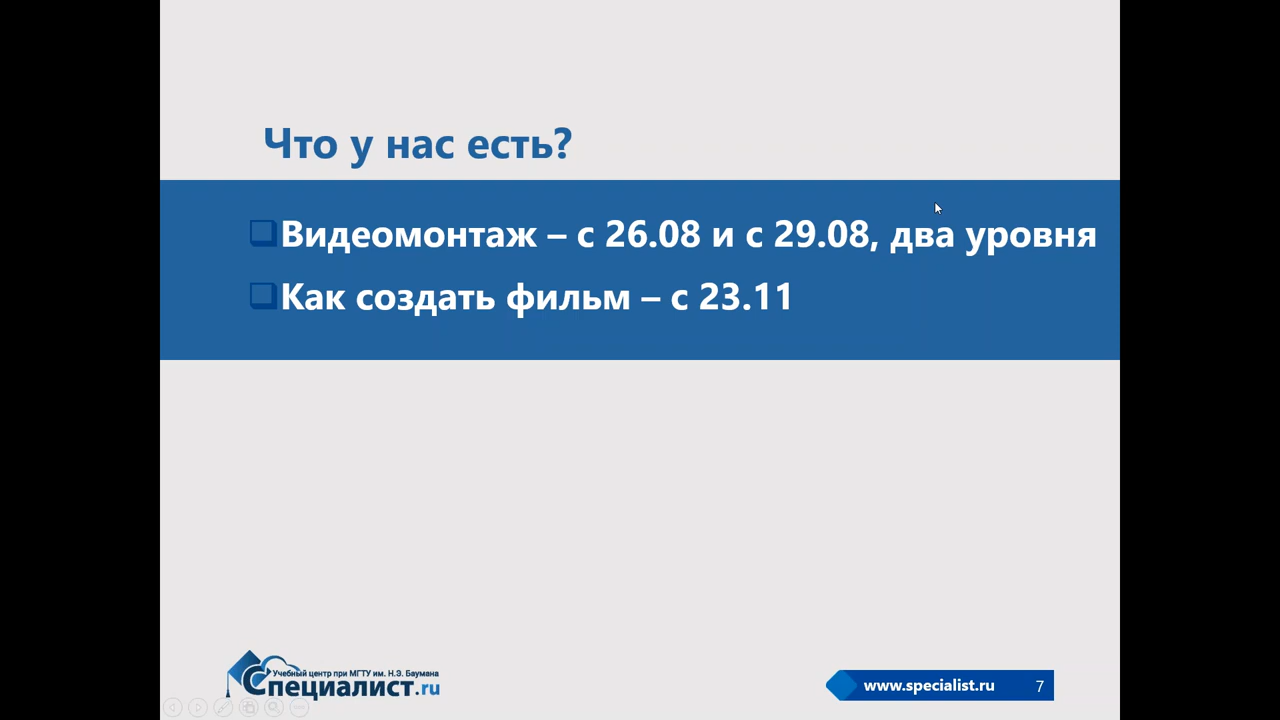 Что у нас есть?
Видеомонтаж – с 26.08 и с 29.08, два уровня
Как создать фильм – с 23.11
Учебный центр при МГТУ им. Н.Э. Баумана
Специалист.ru
www.specialist.ru 7